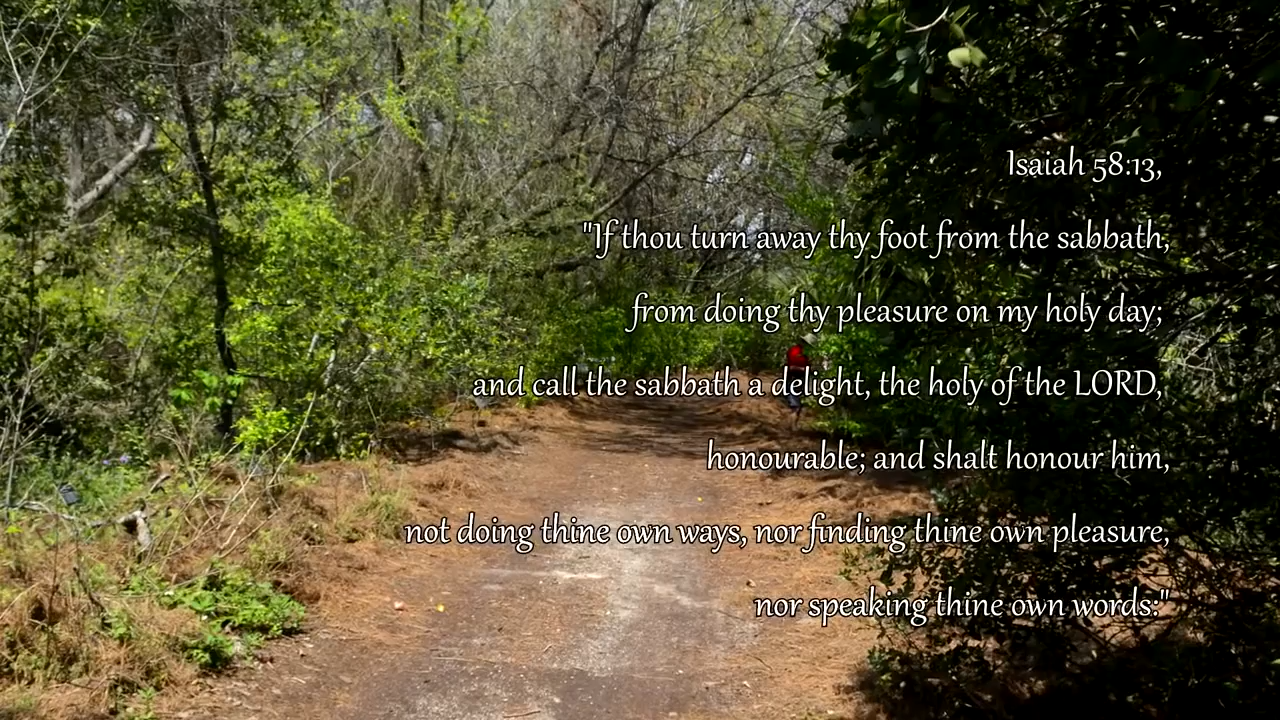 Isaiah 58:13,
"If thou turn away thy foot from the sabbath,
from doing thy pleasure on my holy day;
and call the sabbath a delight, the holy of the LORD,
honourable; and shalt honour him,
not doing thine own ways, nor finding thine own pleasure,
nor speaking thine own words:"